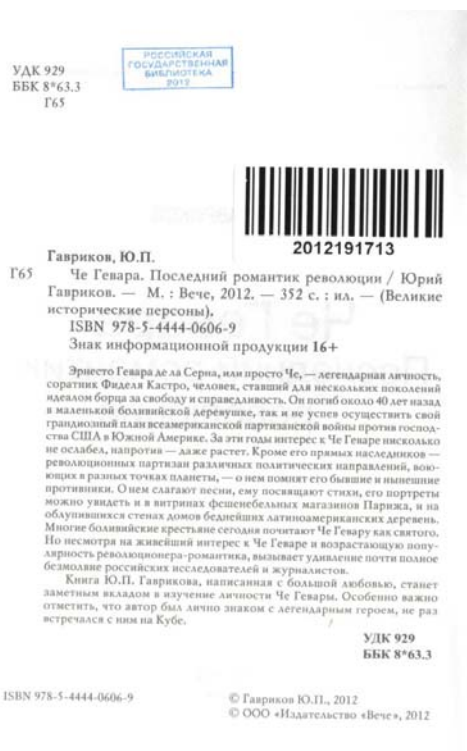 РОССИЙСКАЯ
ГОСУДАРСТВЕННАЯ
БИБЛИОТЕКА
2012
УДК 929
ББК 8*63.3
Г65
2012191713
Гавриков, Ю.П.
Г65 Че Гевара. Последний романтик революции / Юрий
Гавриков. — М. : Вече, 2012. — 352 с. : ил. — (Великие
исторические персоны).
ISBN 978-5-4444-0606-9
Знак информационной продукции 16+
Эрнесто Гевара де ла Серна, или просто Че, — легендарная личность,
соратник Фиделя Кастро, человек, ставший для нескольких поколений
идеалом борца за свободу и справедливость. Он погиб около 40 лет назад
в маленькой боливийской деревушке, так и не успев осуществить свой
грандиозный план всеамериканской партизанской войны против господ-
ства США в Южной Америке. За эти годы интерес к Че Геваре нисколько
не ослабел, напротив — даже растет. Кроме его прямых наследников —
революционных партизан различных политических направлений, вою-
ющих в разных точках планеты, — о нем помнят его бывшие и нынешние
противники. О нем слагают песни, ему посвящают стихи, его портреты
можно увидеть и в витринах фешенебельных магазинов Парижа, и на
облупившихся стенах домов беднейших латиноамериканских деревень.
Многие боливийские крестьяне сегодня почитают Че Гевару как святого.
Но несмотря на живейший интерес к Че Геваре и возрастающую попу-
лярность революционера-романтика, вызывает удивление почти полное
безмолвие российских исследователей и журналистов.
Книга Ю.П. Гаврикова, написанная с большой любовью, станет
заметным вкладом в изучение личности Че Гевары. Особенно важно
отметить, что автор был лично знаком с легендарным героем, не раз
встречался с ним на Кубе.
УДК 929
ББК 8*63.3
ISBN 978-5-4444-0606-9
© Гавриков Ю.П., 2012
© ООО «Издательство «Вече», 2012